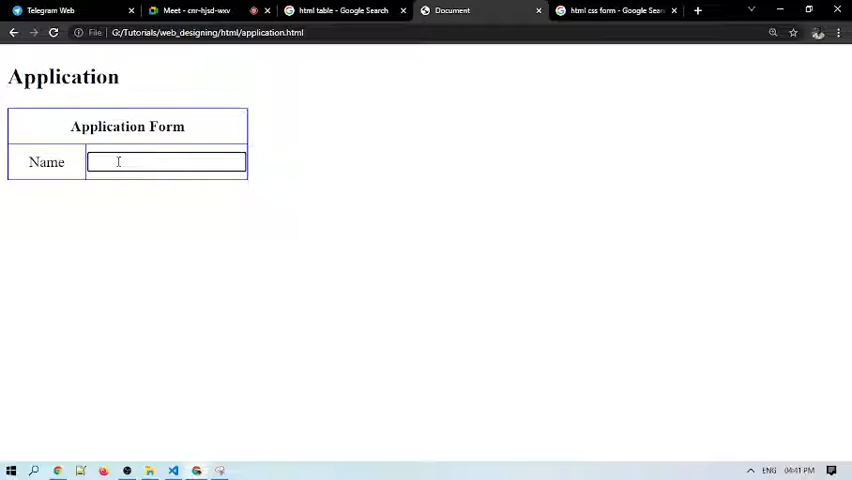 Telegram Web
Meet - cnr-hjsd-wxv
html table - Google Search
Document
html css form - Google Sear
File
G:/Tutorials/web_designing/html/application.html
Application
Application Form
Name
ENG
04:41 PM